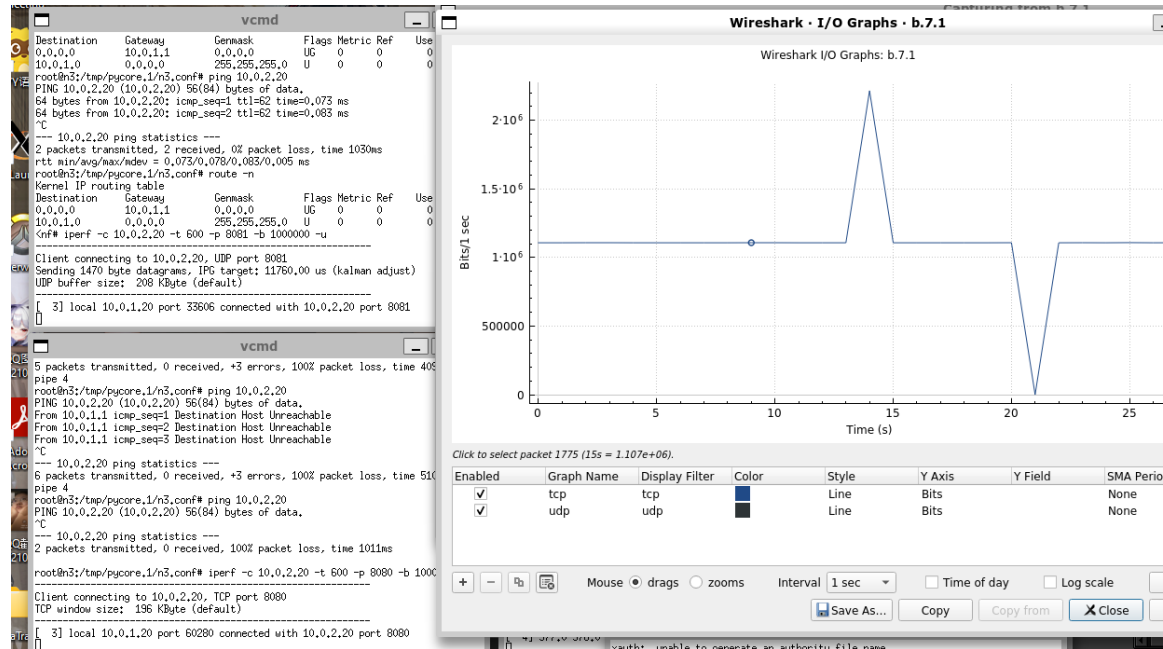 vcmd
Destination Gateway Genmask Flags Metric Ref Use
0.0.0.0 10.0.1.1 0.0.0.0 UG 0 0 0
10.0.1.0 0.0.0.0 255.255.255.0 U 0 0 0
root@n3:/tmp/pycore.1/n3.conf# ping 10.0.2.20
PING 10.0.2.20 (10.0.2.20) 56(84) bytes of data.
64 bytes from 10.0.2.20: icmp_seq=1 ttl=62 time=0.073 ms
64 bytes from 10.0.2.20: icmp_seq=2 ttl=62 time=0.083 ms
^C
--- 10.0.2.20 ping statistics ---
2 packets transmitted, 2 received, 0% packet loss, time 1030ms
rtt min/avg/max/mdev = 0.073/0.078/0.083/0.005 ms
root@n3:/tmp/pycore.1/n3.conf# route -n
Kernel IP routing table
Destination Gateway Genmask Flags Metric Ref Use
0.0.0.0 10.0.1.1 0.0.0.0 UG 0 0 0
10.0.1.0 0.0.0.0 255.255.255.0 U 0 0 0
<nf# iperf -c 10.0.2.20 -t 600 -p 8081 -b 1000000 -u
------------------------------------------------------------
Client connecting to 10.0.2.20, UDP port 8081
Sending 1470 byte datagrams, IPG target: 11760.00 us (kalman adjust)
UDP buffer size: 208 KByte (default)
------------------------------------------------------------
[ 3] local 10.0.1.20 port 33606 connected with 10.0.2.20 port 8081
vcmd
5 packets transmitted, 0 received, +3 errors, 100% packet loss, time 409
pipe 4
root@n3:/tmp/pycore.1/n3.conf# ping 10.0.2.20
PING 10.0.2.20 (10.0.2.20) 56(84) bytes of data.
From 10.0.1.1 icmp_seq=1 Destination Host Unreachable
From 10.0.1.1 icmp_seq=2 Destination Host Unreachable
From 10.0.1.1 icmp_seq=3 Destination Host Unreachable
^C
--- 10.0.2.20 ping statistics ---
6 packets transmitted, 0 received, +3 errors, 100% packet loss, time 510
pipe 4
root@n3:/tmp/pycore.1/n3.conf# ping 10.0.2.20
PING 10.0.2.20 (10.0.2.20) 56(84) bytes of data.
^C
--- 10.0.2.20 ping statistics ---
2 packets transmitted, 0 received, 100% packet loss, time 1011ms
root@n3:/tmp/pycore.1/n3.conf# iperf -c 10.0.2.20 -t 600 -p 8080 -b 1000
------------------------------------------------------------
Client connecting to 10.0.2.20, TCP port 8080
TCP window size: 196 KByte (default)
------------------------------------------------------------
[ 3] local 10.0.1.20 port 60280 connected with 10.0.2.20 port 8080
Capturing from b.7.1
Wireshark · I/O Graphs · b.7.1
Wireshark I/O Graphs: b.7.1
2·10⁶
1.5·10⁶
1·10⁶
500000
0
Bits/1 sec
0 5 10 15 20 25
Time (s)
Click to select packet 1775 (15s = 1.107e+06).
Enabled Graph Name Display Filter Color Style Y Axis Y Field SMA Perio
tcp tcp Line Bits None
udp udp Line Bits None
Mouse drags zooms Interval 1 sec Time of day Log scale
Save As... Copy Copy from Close
xauth: unable to generate an authority file name